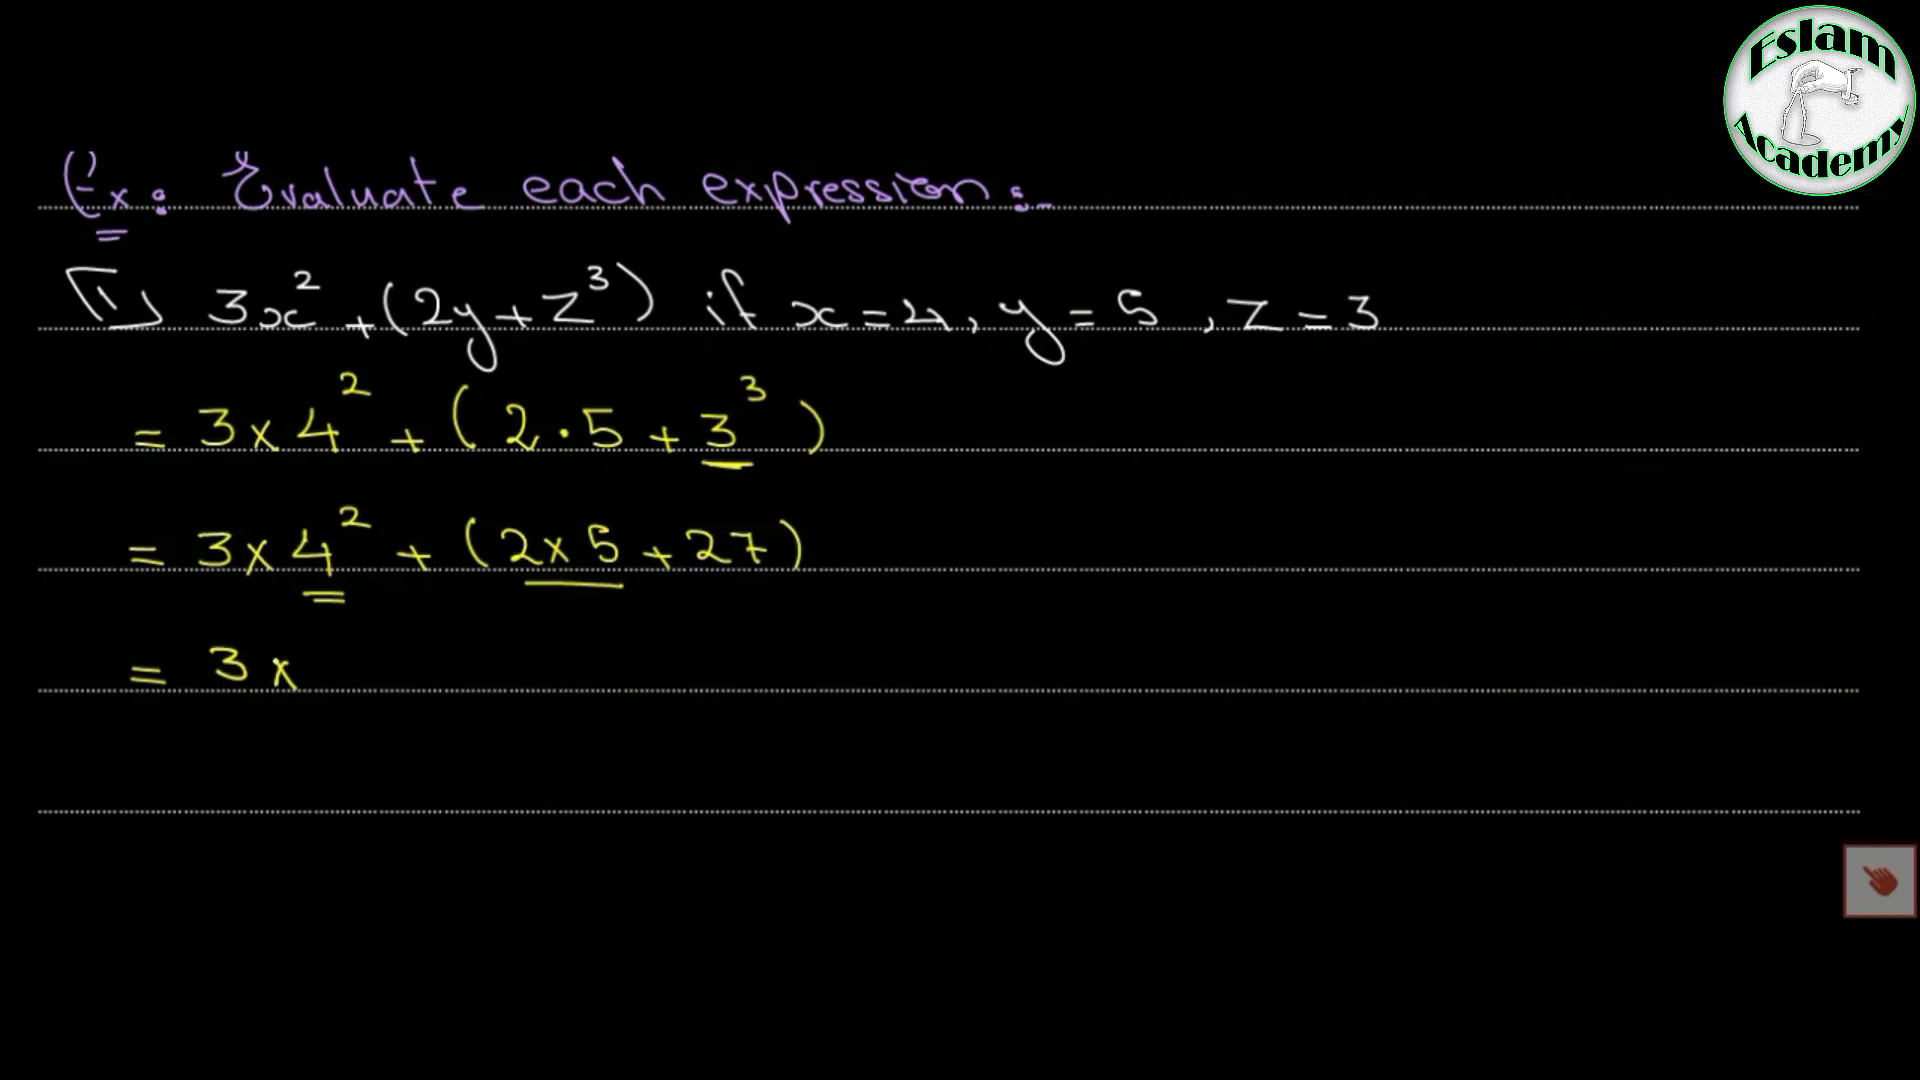 Eslam Academy
Ex: Evaluate each expression:-
[1] 3x² + (2y + z³) if x = 4, y = 5, z = 3
= 3 × 4² + (2 · 5 + 3³)
= 3 × 4² + (2 × 5 + 27)
= 3 ×